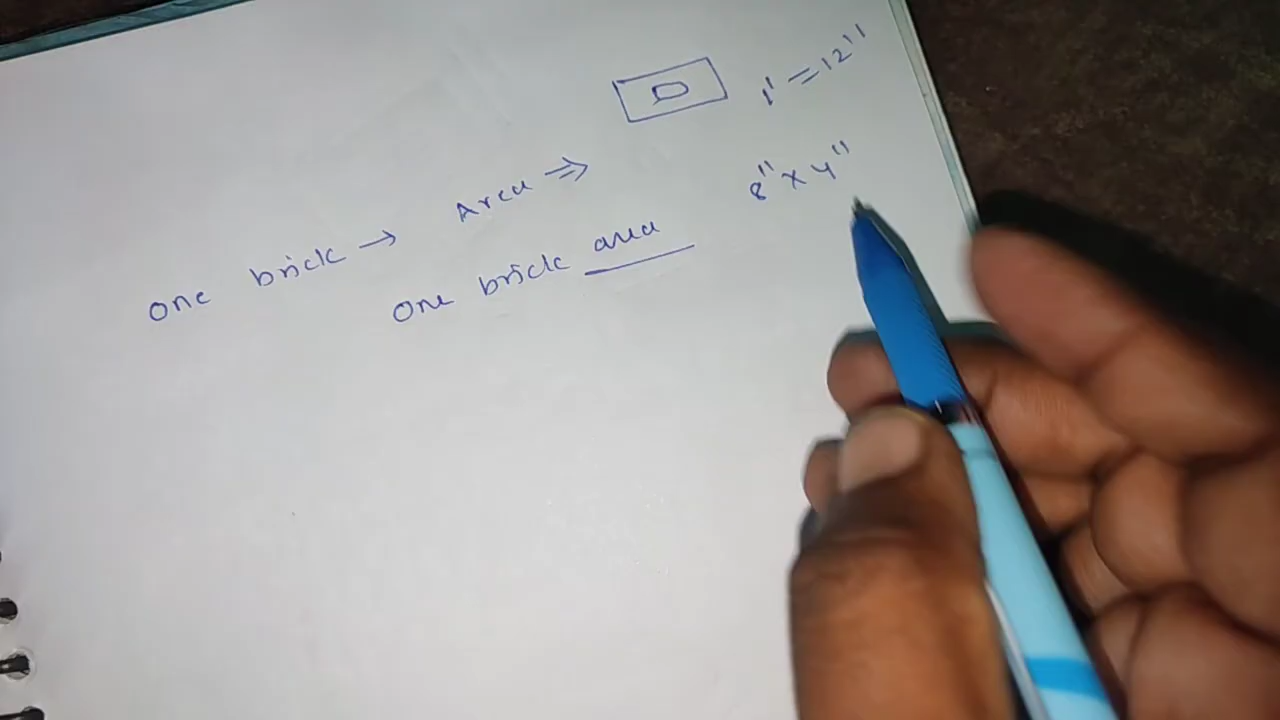 1' = 12"
8" x 4"
One brick → Area ⇒
One brick area